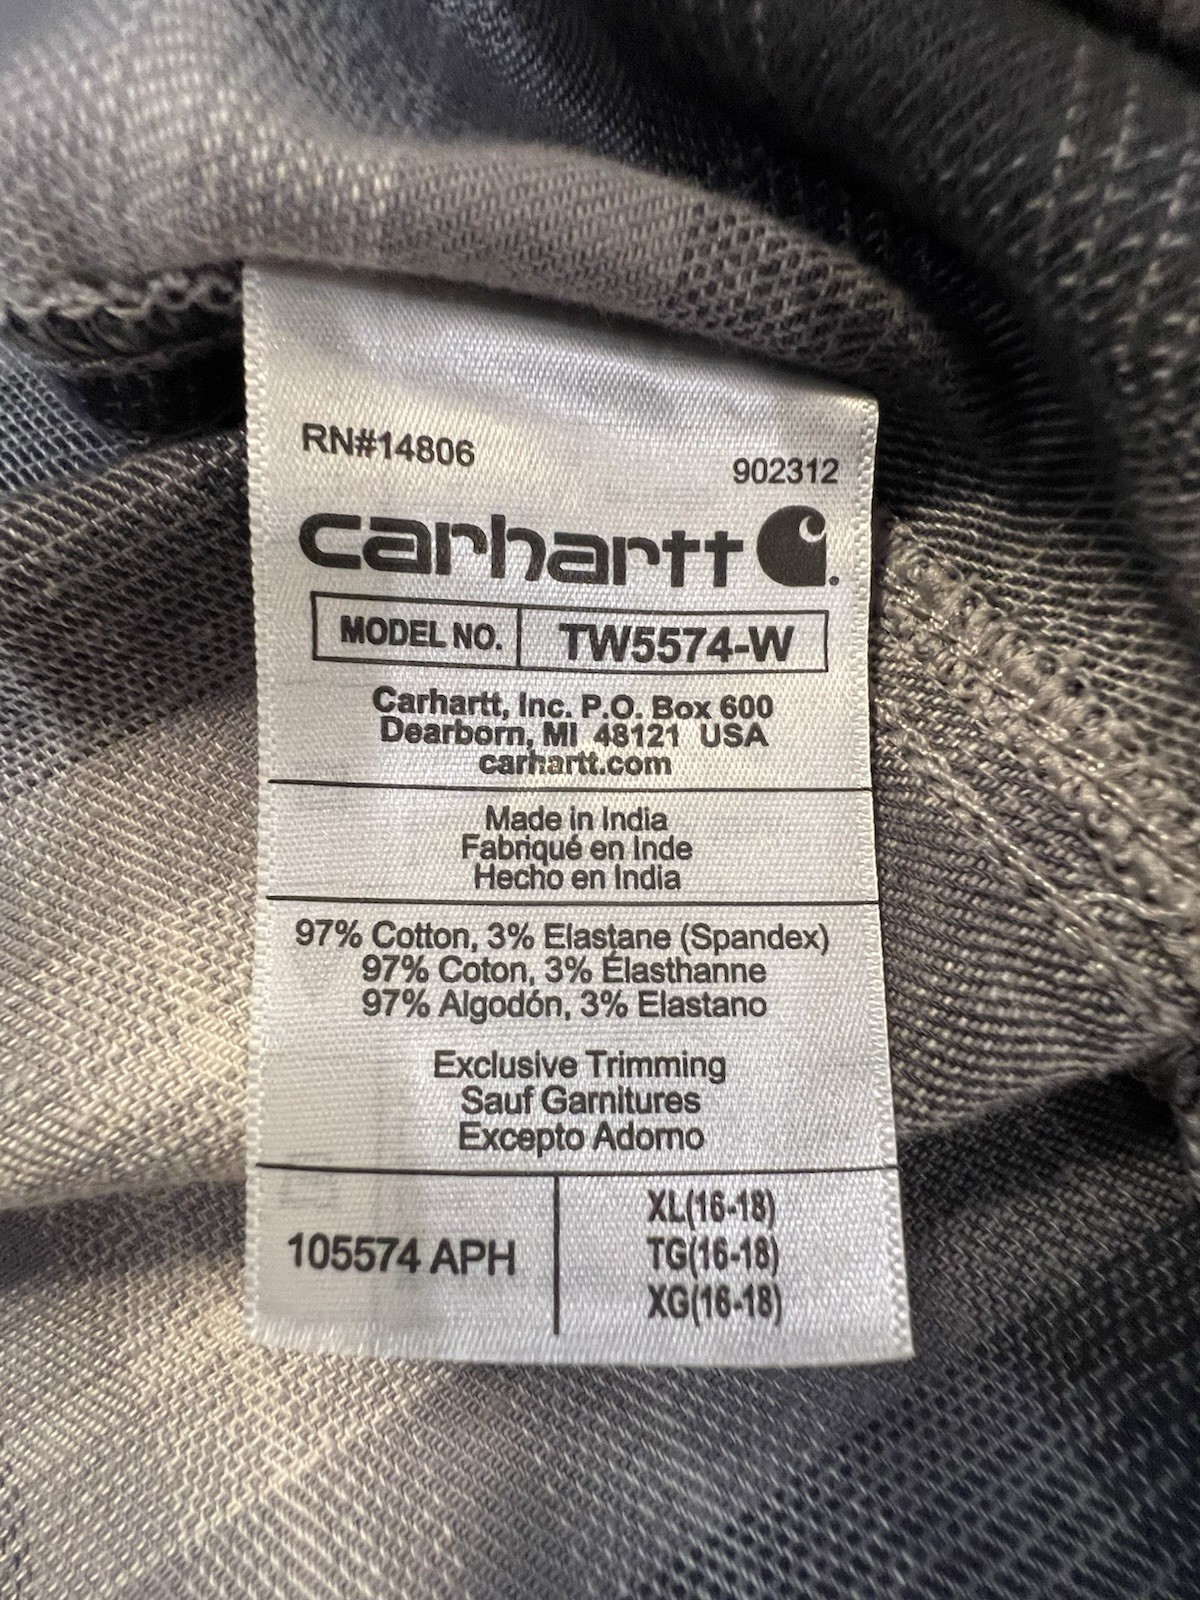 RN#14806
902312
carhartt
MODEL NO. TW5574-W
Carhartt, Inc. P.O. Box 600
Dearborn, MI 48121 USA
carhartt.com
Made in India
Fabriqué en Inde
Hecho en India
97% Cotton, 3% Elastane (Spandex)
97% Coton, 3% Élasthanne
97% Algodón, 3% Elastano
Exclusive Trimming
Sauf Garnitures
Excepto Adorno
105574 APH
XL(16-18)
TG(16-18)
XG(16-18)